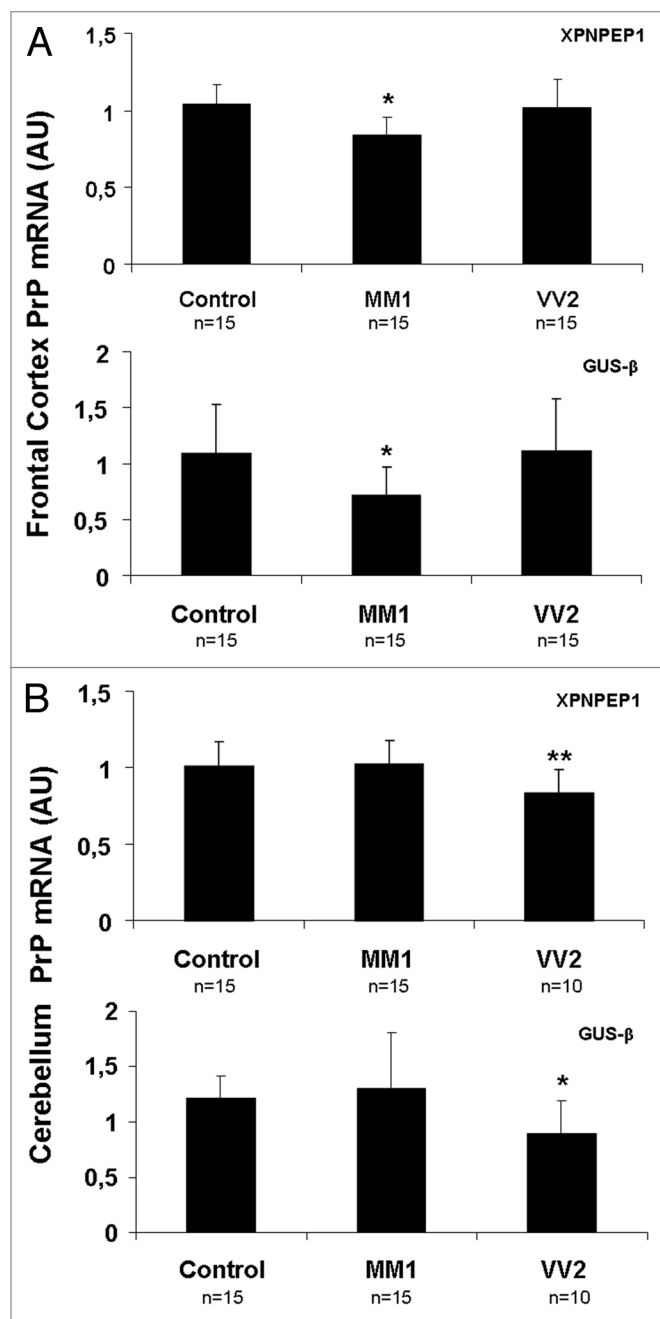 A
Frontal Cortex PrP mRNA (AU)
XPNPEP1
1,5
1
0,5
0
*
Control MM1 VV2
n=15 n=15 n=15
GUS-β
2
1,5
1
0,5
0
*
Control MM1 VV2
n=15 n=15 n=15
B
Cerebellum PrP mRNA (AU)
XPNPEP1
1,5
1
0,5
0
**
Control MM1 VV2
n=15 n=15 n=10
GUS-β
2
1,5
1
0,5
0
*
Control MM1 VV2
n=15 n=15 n=10